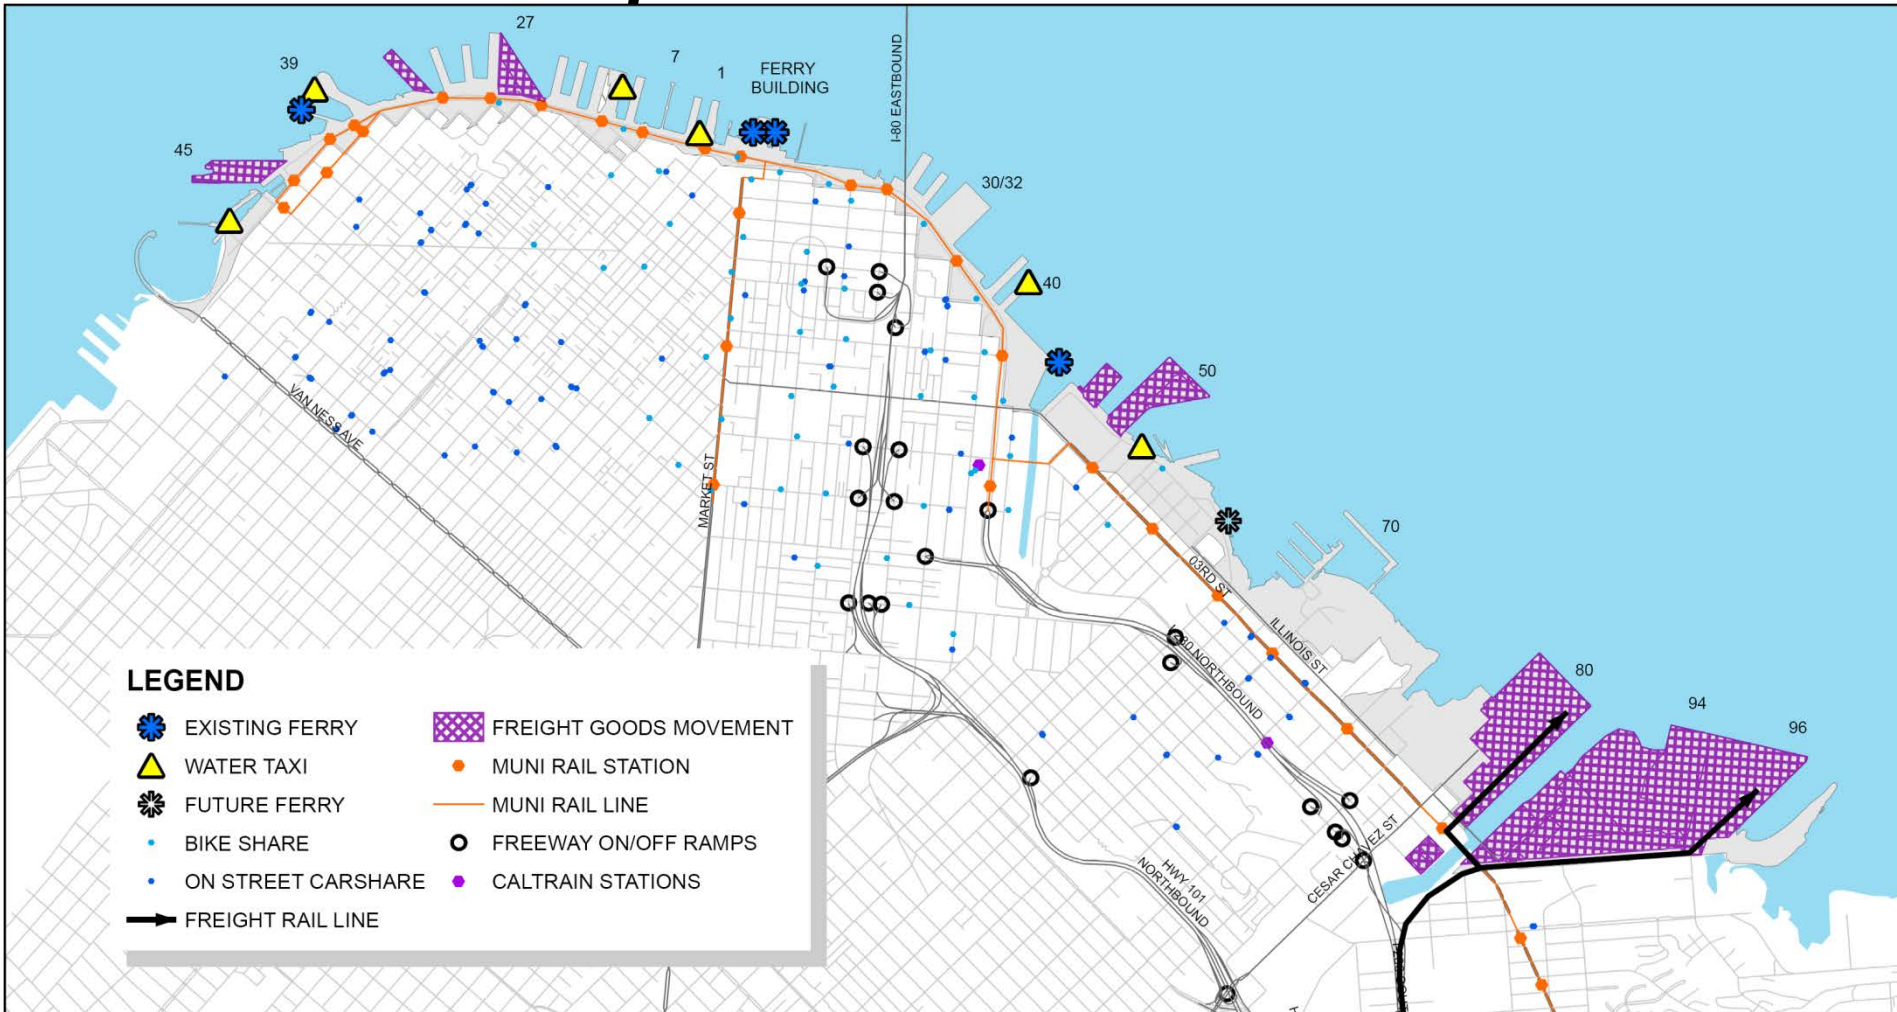 27
39
7
1
FERRY
BUILDING
I-80 EASTBOUND
45
30/32
40
50
VAN NESS AVE
MARKET ST
70
03RD ST
ILLINOIS ST
80 NORTHBOUND
80
94
96
CESAR CHAVEZ ST
HWY 101
NORTHBOUND
LEGEND
EXISTING FERRY
WATER TAXI
FUTURE FERRY
BIKE SHARE
ON STREET CARSHARE
FREIGHT RAIL LINE
FREIGHT GOODS MOVEMENT
MUNI RAIL STATION
MUNI RAIL LINE
FREEWAY ON/OFF RAMPS
CALTRAIN STATIONS